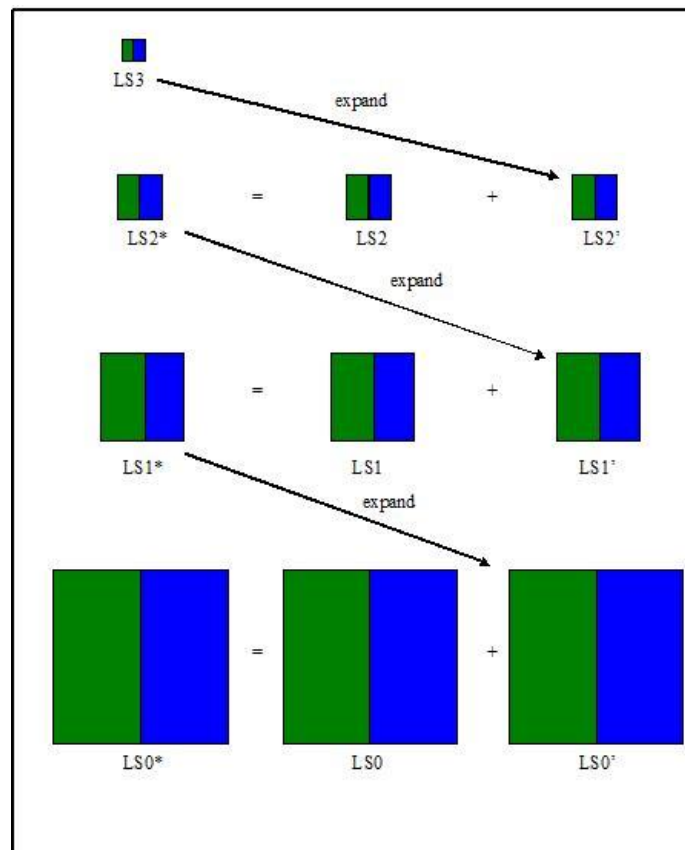 LS3
expand
= +
LS2* LS2 LS2’
expand
= +
LS1* LS1 LS1’
expand
= +
LS0* LS0 LS0’